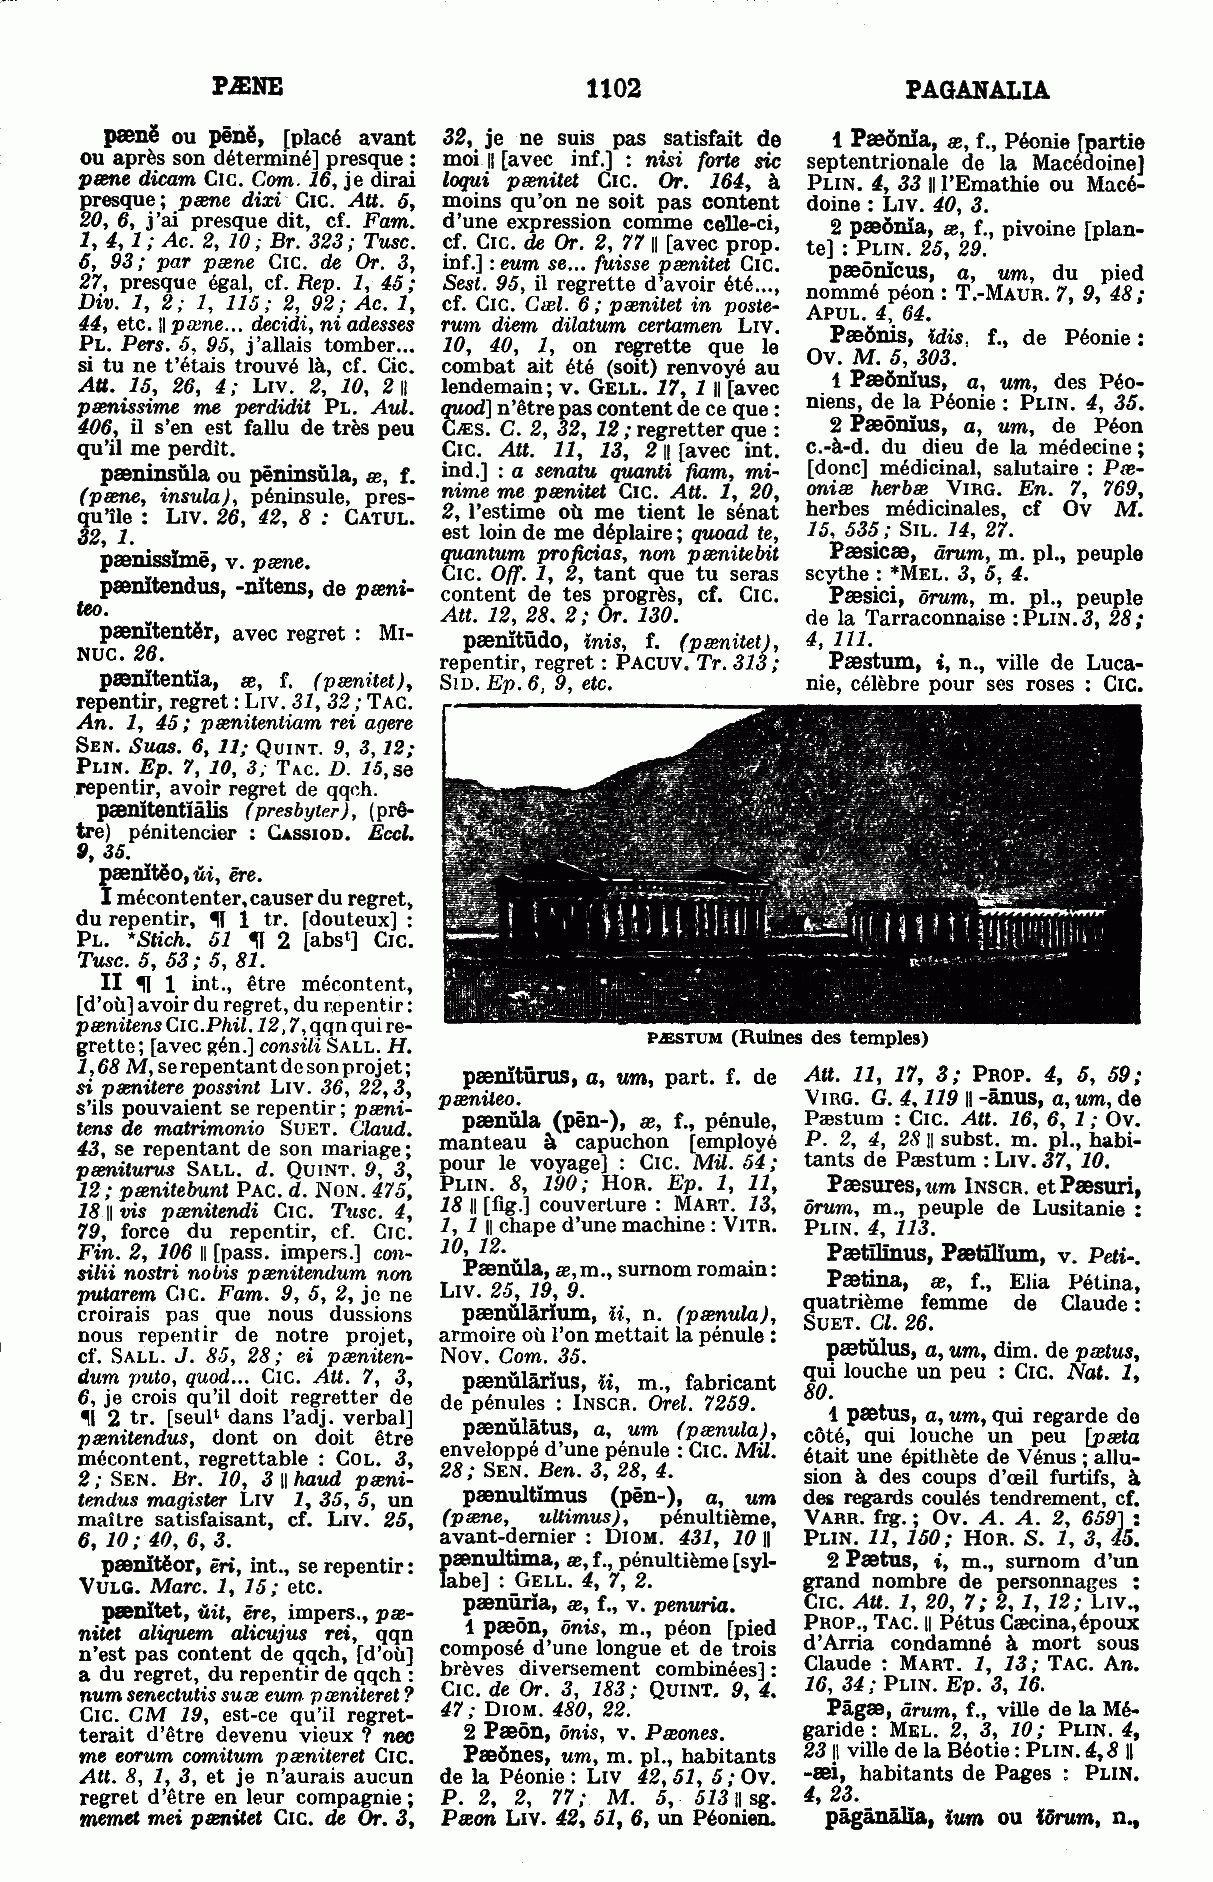 PÆNE
1102
PAGANALIA
pænĕ ou pēnĕ, [placé avant
ou après son déterminé] presque :
pæne dicam CIC. Com. 16, je dirai
presque ; pæne dixi CIC. Att. 5,
20, 6, j'ai presque dit, cf. Fam.
1, 4, 1 ; Ac. 2, 10 ; Br. 323 ; Tusc.
5, 93 ; par pæne CIC. de Or. 3,
27, presque égal, cf. Rep. 1, 45 ;
Div. 1, 2 ; 1, 115 ; 2, 92 ; Ac. 1,
44, etc. || pæne... decidi, ni adesses
PL. Pers. 5, 95, j'allais tomber...
si tu ne t'étais trouvé là, cf. Cic.
Att. 15, 26, 4 ; LIV. 2, 10, 2 ||
pænissime me perdidit PL. Aul.
406, il s'en est fallu de très peu
qu'il me perdît.
pæninsŭla ou pēninsŭla, æ, f.
(pæne, insula), péninsule, pres-
qu'île : LIV. 26, 42, 8 : CATUL.
32, 1.
pænissĭmē, v. pæne.
pænĭtendus, -nĭtens, de pæni-
teo.
pænĭtentĕr, avec regret : MI-
NUC. 26.
pænĭtentĭa, æ, f. (pænitet),
repentir, regret : LIV. 31, 32 ; TAC.
An. 1, 45 ; pænitentiam rei agere
SEN. Suas. 6, 11; QUINT. 9, 3, 12;
PLIN. Ep. 7, 10, 3; TAC. D. 15, se
repentir, avoir regret de qqch.
pænĭtentĭālis (presbyter), (prê-
tre) pénitencier : CASSIOD. Eccl.
9, 35.
pænĭtĕo, ŭi, ēre.
I mécontenter, causer du regret,
du repentir, ¶ 1 tr. [douteux] :
PL. *Stich. 51 ¶ 2 [abst] CIC.
Tusc. 5, 53 ; 5, 81.
II ¶ 1 int., être mécontent,
[d'où] avoir du regret, du repentir :
pænitens CIC. Phil. 12, 7, qqn qui re-
grette ; [avec gén.] consili SALL. H.
1, 68 M, se repentant de son projet ;
si pænitere possint LIV. 36, 22, 3,
s'ils pouvaient se repentir ; pæni-
tens de matrimonio SUET. Claud.
43, se repentant de son mariage ;
pæniturus SALL. d. QUINT. 9, 3,
12 ; pænitebunt PAC. d. NON. 475,
18 || vis pænitendi CIC. Tusc. 4,
79, force du repentir, cf. CIC.
Fin. 2, 106 || [pass. impers.] con-
silii nostri nobis pænitendum non
putarem CIC. Fam. 9, 5, 2, je ne
croirais pas que nous dussions
nous repentir de notre projet,
cf. SALL. J. 85, 28 ; ei pæniten-
dum puto, quod... CIC. Att. 7, 3,
6, je crois qu'il doit regretter de
¶ 2 tr. [seult dans l'adj. verbal]
pænitendus, dont on doit être
mécontent, regrettable : COL. 3,
2 ; SEN. Br. 10, 3 || haud pæni-
tendus magister LIV 1, 35, 5, un
maître satisfaisant, cf. LIV. 25,
6, 10 ; 40, 6, 3.
pænĭtĕor, ēri, int., se repentir :
VULG. Marc. 1, 15 ; etc.
pænĭtet, ŭit, ēre, impers., pæ-
nitet aliquem alicujus rei, qqn
n'est pas content de qqch, [d'où]
a du regret, du repentir de qqch :
num senectutis suæ eum pæniteret ?
CIC. CM 19, est-ce qu'il regret-
terait d'être devenu vieux ? nec
me eorum comitum pæniteret CIC.
Att. 8, 1, 3, et je n'aurais aucun
regret d'être en leur compagnie ;
memet mei pænitet CIC. de Or. 3,
32, je ne suis pas satisfait de
moi || [avec inf.] : nisi forte sic
loqui pænitet CIC. Or. 164, à
moins qu'on ne soit pas content
d'une expression comme celle-ci,
cf. CIC. de Or. 2, 77 || [avec prop.
inf.] : eum se... fuisse pænitet CIC.
Sest. 95, il regrette d'avoir été...,
cf. CIC. Cæl. 6 ; pænitet in poste-
rum diem dilatum certamen LIV.
10, 40, 1, on regrette que le
combat ait été (soit) renvoyé au
lendemain ; v. GELL. 17, 1 || [avec
quod] n'être pas content de ce que :
CÆS. C. 2, 32, 12 ; regretter que :
CIC. Att. 11, 13, 2 || [avec int.
ind.] : a senatu quanti fiam, mi-
nime me pænitet CIC. Att. 1, 20,
2, l'estime où me tient le sénat
est loin de me déplaire ; quoad te,
quantum proficias, non pænitebit
CIC. Off. 1, 2, tant que tu seras
content de tes progrès, cf. CIC.
Att. 12, 28, 2 ; Or. 130.
pænĭtūdo, ĭnis, f. (pænitet),
repentir, regret : PACUV. Tr. 313 ;
SID. Ep. 6, 9, etc.
1 Pæŏnĭa, æ, f., Péonie [partie
septentrionale de la Macédoine]
PLIN. 4, 33 || l'Emathie ou Macé-
doine : LIV. 40, 3.
2 pæŏnĭa, æ, f., pivoine [plan-
te] : PLIN. 25, 29.
pæōnĭcus, a, um, du pied
nommé péon : T.-MAUR. 7, 9, 48 ;
APUL. 4, 64.
Pæŏnis, ĭdis, f., de Péonie :
OV. M. 5, 303.
1 Pæŏnĭus, a, um, des Péo-
niens, de la Péonie : PLIN. 4, 35.
2 Pæōnĭus, a, um, de Péon
c.-à-d. du dieu de la médecine ;
[donc] médicinal, salutaire : Pæ-
oniæ herbæ VIRG. En. 7, 769,
herbes médicinales, cf OV M.
15, 535 ; SIL. 14, 27.
Pæsicæ, ārum, m. pl., peuple
scythe : *MEL. 3, 5, 4.
Pæsici, ōrum, m. pl., peuple
de la Tarraconnaise : PLIN. 3, 28 ;
4, 111.
Pæstum, i, n., ville de Luca-
nie, célèbre pour ses roses : CIC.
PÆSTUM (Ruines des temples)
pænĭtūrus, a, um, part. f. de
pæniteo.
pænŭla (pēn-), æ, f., pénule,
manteau à capuchon [employé
pour le voyage] : CIC. Mil. 54 ;
PLIN. 8, 190 ; HOR. Ep. 1, 11,
18 || [fig.] couverture : MART. 13,
1, 1 || chape d'une machine : VITR.
10, 12.
Pænŭla, æ, m., surnom romain :
LIV. 25, 19, 9.
pænŭlārĭum, ĭi, n. (pænula),
armoire où l'on mettait la pénule :
NOV. Com. 35.
pænŭlārĭus, ĭi, m., fabricant
de pénules : INSCR. Orel. 7259.
pænŭlātus, a, um (pænula),
enveloppé d'une pénule : CIC. Mil.
28 ; SEN. Ben. 3, 28, 4.
pænultĭmus (pēn-), a, um
(pæne, ultimus), pénultième,
avant-dernier : DIOM. 431, 10 ||
pænultima, æ, f., pénultième [syl-
labe] : GELL. 4, 7, 2.
pænūrĭa, æ, f., v. penuria.
1 pæōn, ōnis, m., péon [pied
composé d'une longue et de trois
brèves diversement combinées] :
CIC. de Or. 3, 183 ; QUINT. 9, 4,
47 ; DIOM. 480, 22.
2 Pæōn, ōnis, v. Pæones.
Pæŏnes, um, m. pl., habitants
de la Péonie : LIV 42, 51, 5 ; OV.
P. 2, 2, 77 ; M. 5, 513 || sg.
Pæon LIV. 42, 51, 6, un Péonien.
Att. 11, 17, 3 ; PROP. 4, 5, 59 ;
VIRG. G. 4, 119 || -ānus, a, um, de
Pæstum : CIC. Att. 16, 6, 1 ; OV.
P. 2, 4, 28 || subst. m. pl., habi-
tants de Pæstum : LIV. 37, 10.
Pæsures, um INSCR. et Pæsuri,
ōrum, m., peuple de Lusitanie :
PLIN. 4, 113.
Pætīlinus, Pætīlĭum, v. Peti-.
Pætina, æ, f., Elia Pétina,
quatrième femme de Claude :
SUET. Cl. 26.
pætŭlus, a, um, dim. de pætus,
qui louche un peu : CIC. Nat. 1,
80.
1 pætus, a, um, qui regarde de
côté, qui louche un peu [pæta
était une épithète de Vénus ; allu-
sion à des coups d'œil furtifs, à
des regards coulés tendrement, cf.
VARR. frg. ; OV. A. A. 2, 659] :
PLIN. 11, 150 ; HOR. S. 1, 3, 45.
2 Pætus, i, m., surnom d'un
grand nombre de personnages :
CIC. Att. 1, 20, 7 ; 2, 1, 12 ; LIV.,
PROP., TAC. || Pétus Cæcina, époux
d'Arria condamné à mort sous
Claude : MART. 1, 13 ; TAC. An.
16, 34 ; PLIN. Ep. 3, 16.
Pāgæ, ārum, f., ville de la Mé-
garide : MEL. 2, 3, 10 ; PLIN. 4,
23 || ville de la Béotie : PLIN. 4, 8 ||
-æi, habitants de Pages : PLIN.
4, 23.
pāgānālĭa, ĭum ou ĭōrum, n.,